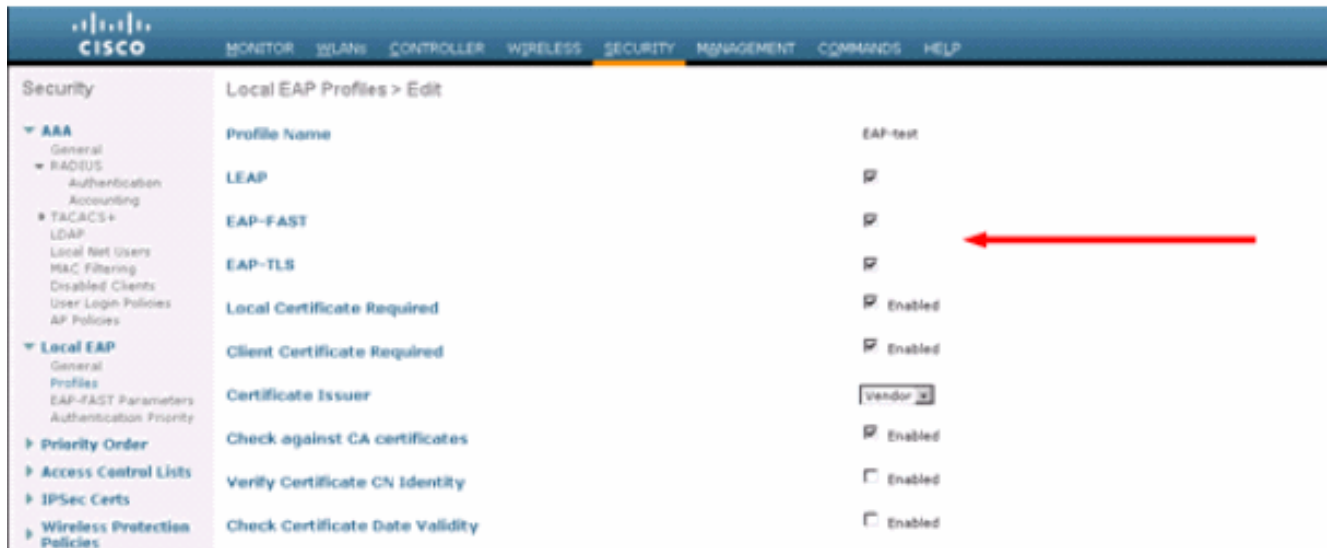 CISCO
MONITOR WLANs CONTROLLER WIRELESS SECURITY MANAGEMENT COMMANDS HELP
Security
AAA
General
RADIUS
Authentication
Accounting
TACACS+
LDAP
Local Net Users
MAC Filtering
Disabled Clients
User Login Policies
AP Policies
Local EAP
General
Profiles
EAP-FAST Parameters
Authentication Priority
Priority Order
Access Control Lists
IPSec Certs
Wireless Protection
Policies
Local EAP Profiles > Edit
Profile Name EAP-test
LEAP
EAP-FAST
EAP-TLS
Local Certificate Required Enabled
Client Certificate Required Enabled
Certificate Issuer Vendor
Check against CA certificates Enabled
Verify Certificate CN Identity Enabled
Check Certificate Date Validity Enabled